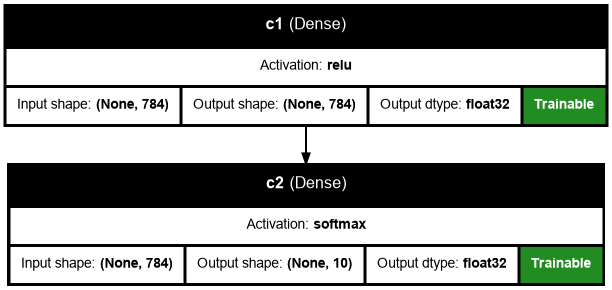 c1 (Dense)
Activation: relu
Input shape: (None, 784) Output shape: (None, 784) Output dtype: float32 Trainable
c2 (Dense)
Activation: softmax
Input shape: (None, 784) Output shape: (None, 10) Output dtype: float32 Trainable